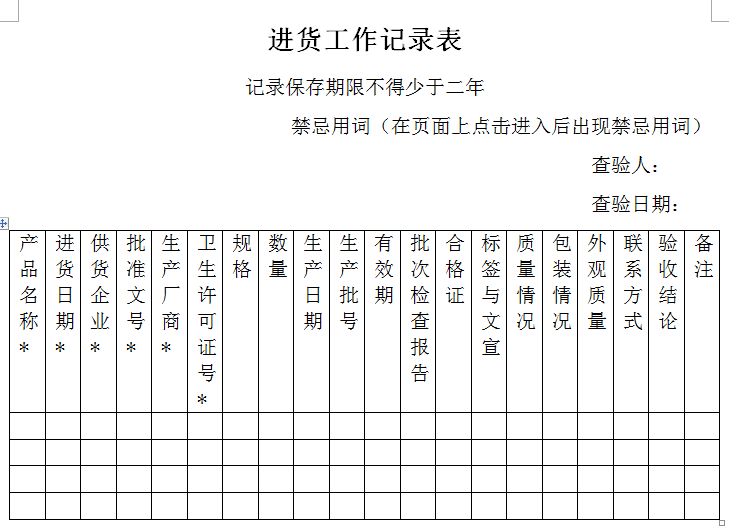 进货工作记录表
记录保存期限不得少于二年
禁忌用词（在页面上点击进入后出现禁忌用词）
查验人：
查验日期：
产品名称*
进货日期*
供货企业*
批准文号*
生产厂商*
卫生许可证号*
规格
数量
生产日期
生产批号
有效期
批次检查报告
合格证
标签与文宣
质量情况
包装情况
外观质量
联系方式
验收结论
备注